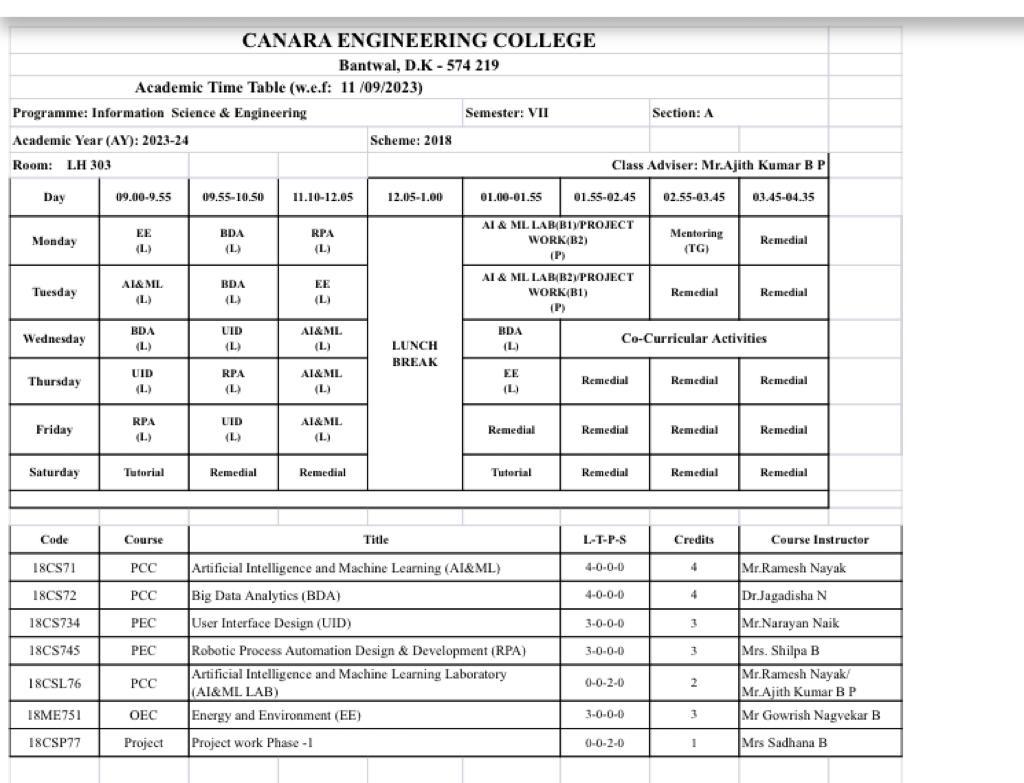 CANARA ENGINEERING COLLEGE
Bantwal, D.K - 574 219
Academic Time Table (w.e.f: 11 /09/2023)
Programme: Information Science & Engineering Semester: VII Section: A
Academic Year (AY): 2023-24 Scheme: 2018
Room: LH 303 Class Adviser: Mr.Ajith Kumar B P
Day 09.00-9.55 09.55-10.50 11.10-12.05 12.05-1.00 01.00-01.55 01.55-02.45 02.55-03.45 03.45-04.35
Monday EE (L) BDA (L) RPA (L) AI & ML LAB(B1)/PROJECT WORK(B2) (P) Mentoring (TG) Remedial
Tuesday AI&ML (L) BDA (L) EE (L) AI & ML LAB(B2)/PROJECT WORK(B1) (P) Remedial Remedial
Wednesday BDA (L) UID (L) AI&ML (L) LUNCH BREAK BDA (L) Co-Curricular Activities
Thursday UID (L) RPA (L) AI&ML (L) EE (L) Remedial Remedial Remedial
Friday RPA (L) UID (L) AI&ML (L) Remedial Remedial Remedial Remedial
Saturday Tutorial Remedial Remedial Tutorial Remedial Remedial Remedial
Code Course Title L-T-P-S Credits Course Instructor
18CS71 PCC Artificial Intelligence and Machine Learning (AI&ML) 4-0-0-0 4 Mr.Ramesh Nayak
18CS72 PCC Big Data Analytics (BDA) 4-0-0-0 4 Dr.Jagadisha N
18CS734 PEC User Interface Design (UID) 3-0-0-0 3 Mr.Narayan Naik
18CS745 PEC Robotic Process Automation Design & Development (RPA) 3-0-0-0 3 Mrs. Shilpa B
18CSL76 PCC Artificial Intelligence and Machine Learning Laboratory (AI&ML LAB) 0-0-2-0 2 Mr.Ramesh Nayak/ Mr.Ajith Kumar B P
18ME751 OEC Energy and Environment (EE) 3-0-0-0 3 Mr Gowrish Nagvekar B
18CSP77 Project Project work Phase -1 0-0-2-0 1 Mrs Sadhana B